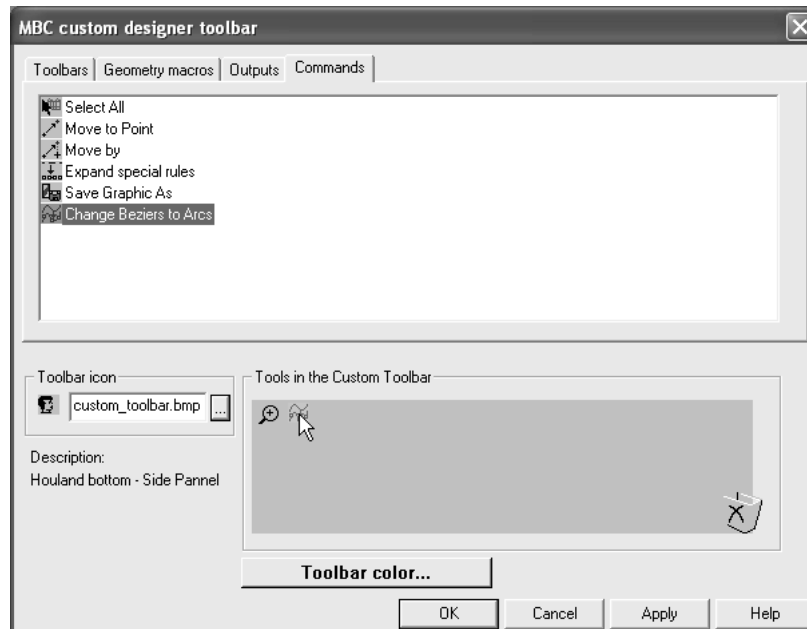 MBC custom designer toolbar
Toolbars Geometry macros Outputs Commands
Select All
Move to Point
Move by
Expand special rules
Save Graphic As
Change Beziers to Arcs
Toolbar icon
custom_toolbar.bmp ...
Description:
Houland bottom - Side Pannel
Tools in the Custom Toolbar
Toolbar color...
OK Cancel Apply Help